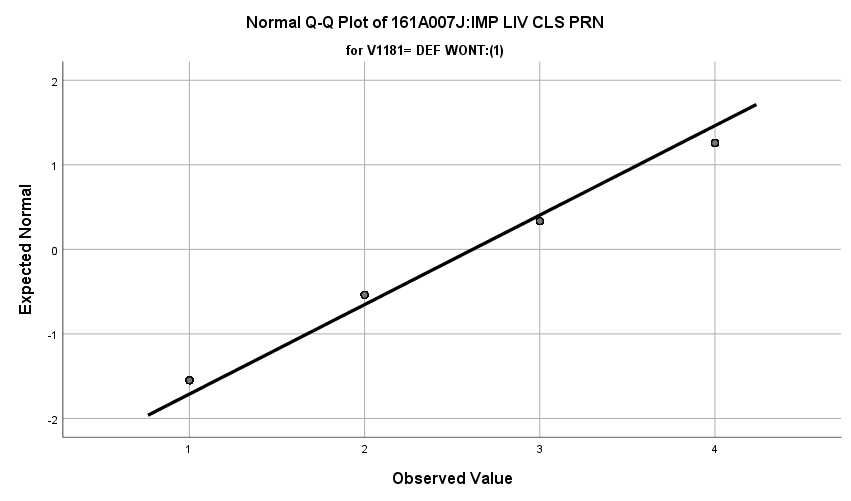 Normal Q-Q Plot of 161A007J:IMP LIV CLS PRN
for V1181= DEF WONT:(1)
2
1
0
-1
-2
Expected Normal
1 2 3 4
Observed Value